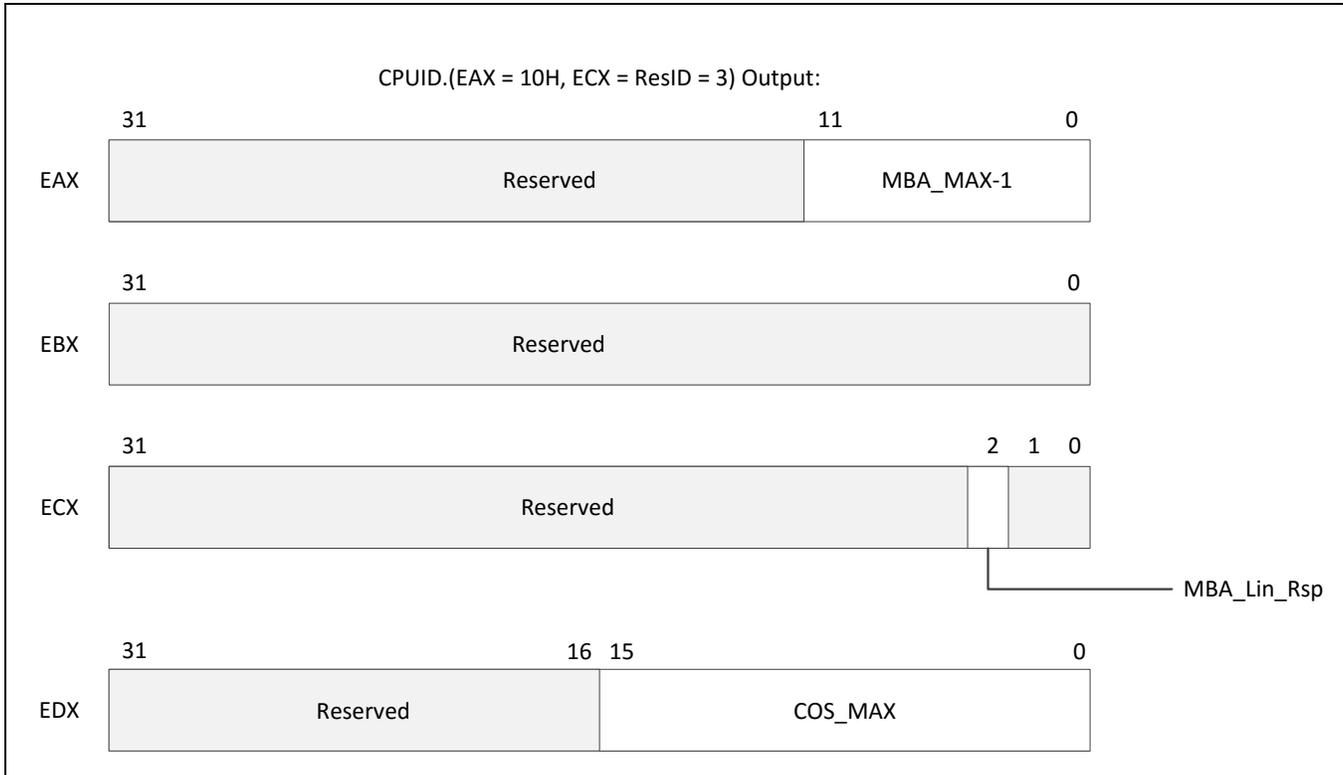 CPUID.(EAX = 10H, ECX = ResID = 3) Output:
31 11 0
EAX Reserved MBA_MAX-1
31 0
EBX Reserved
31 2 1 0
ECX Reserved
MBA_Lin_Rsp
31 16 15 0
EDX Reserved COS_MAX